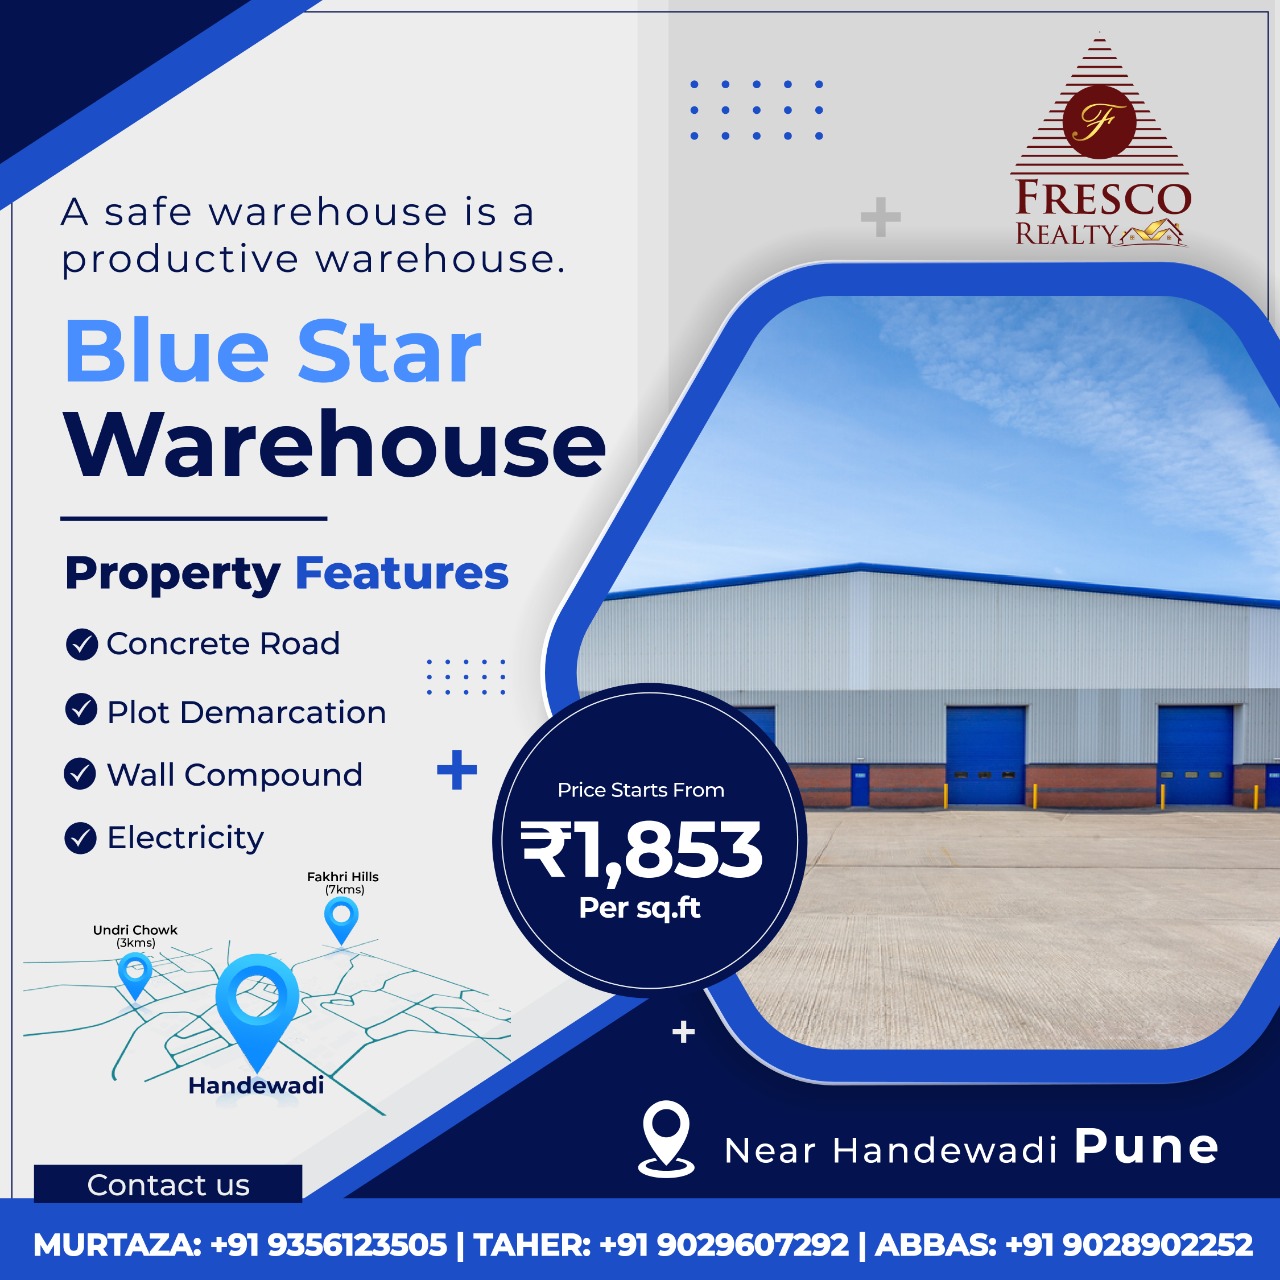 F
FRESCO
REALTY
A safe warehouse is a
productive warehouse.
Blue Star
Warehouse
Property Features
Concrete Road
Plot Demarcation
Wall Compound
Electricity
Price Starts From
₹1,853
Per sq.ft
Fakhri Hills
(7kms)
Undri Chowk
(3kms)
Handewadi
Near Handewadi Pune
Contact us
MURTAZA: +91 9356123505 | TAHER: +91 9029607292 | ABBAS: +91 9028902252